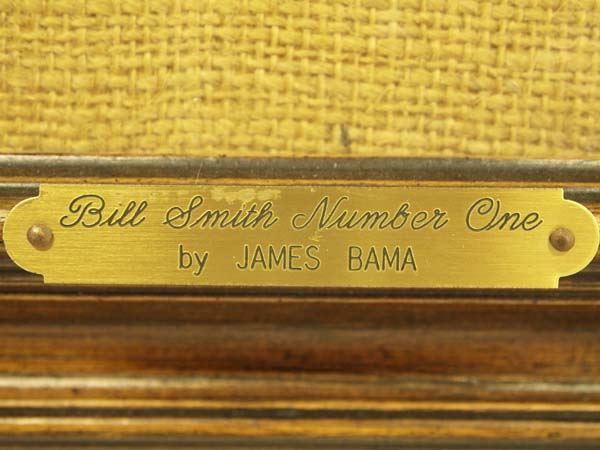 Bill Smith Number One
by JAMES BAMA